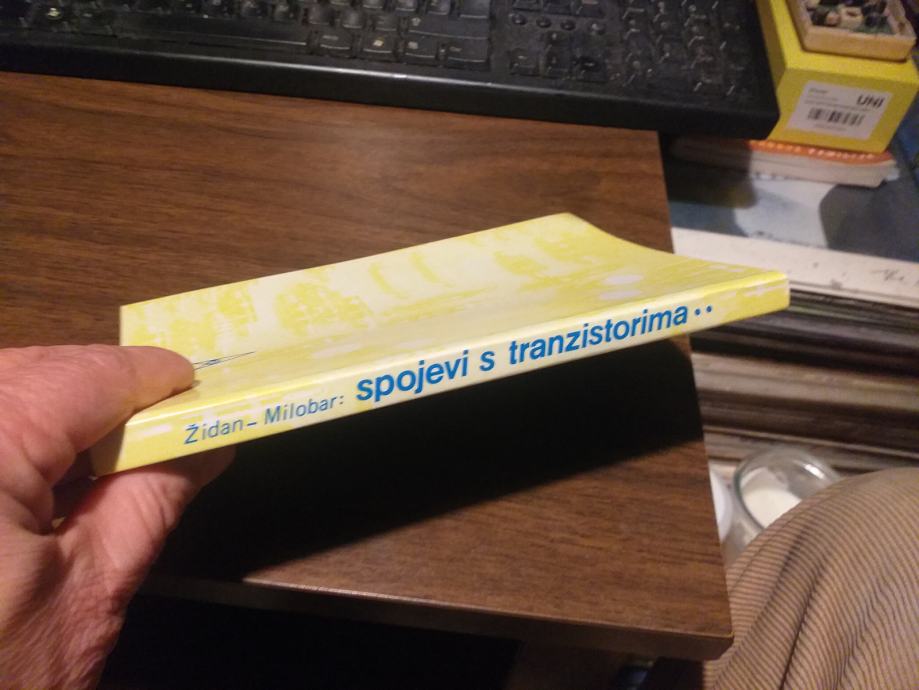 UNI
Židan – Milobar: spojevi s tranzistorima ••